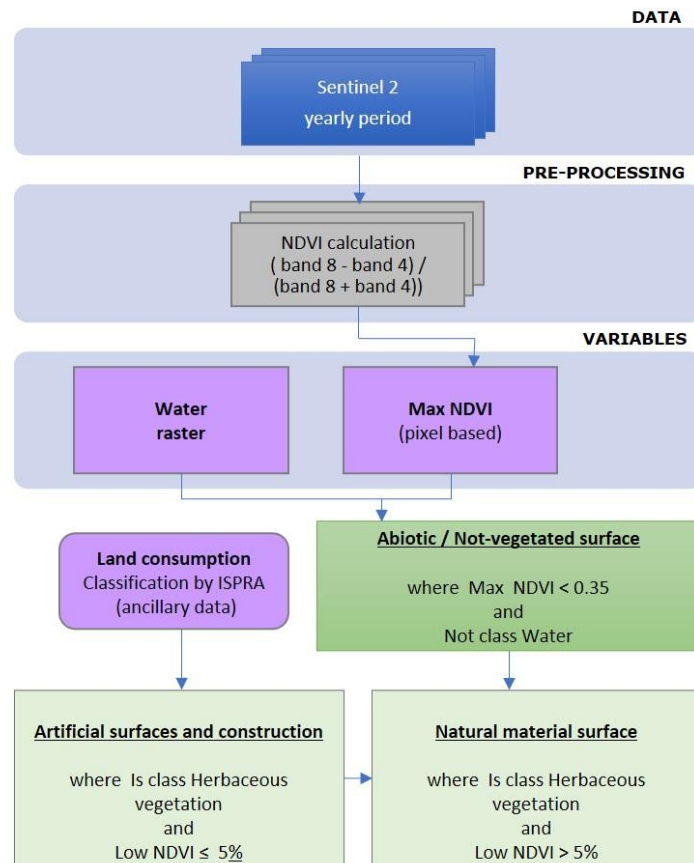 DATA
Sentinel 2
yearly period
PRE-PROCESSING
NDVI calculation
( band 8 - band 4) /
(band 8 + band 4))
VARIABLES
Water
raster
Max NDVI
(pixel based)
Land consumption
Classification by ISPRA
(ancillary data)
Abiotic / Not-vegetated surface
where Max NDVI < 0.35
and
Not class Water
Artificial surfaces and construction
where Is class Herbaceous
vegetation
and
Low NDVI ≤ 5%
Natural material surface
where Is class Herbaceous
vegetation
and
Low NDVI > 5%